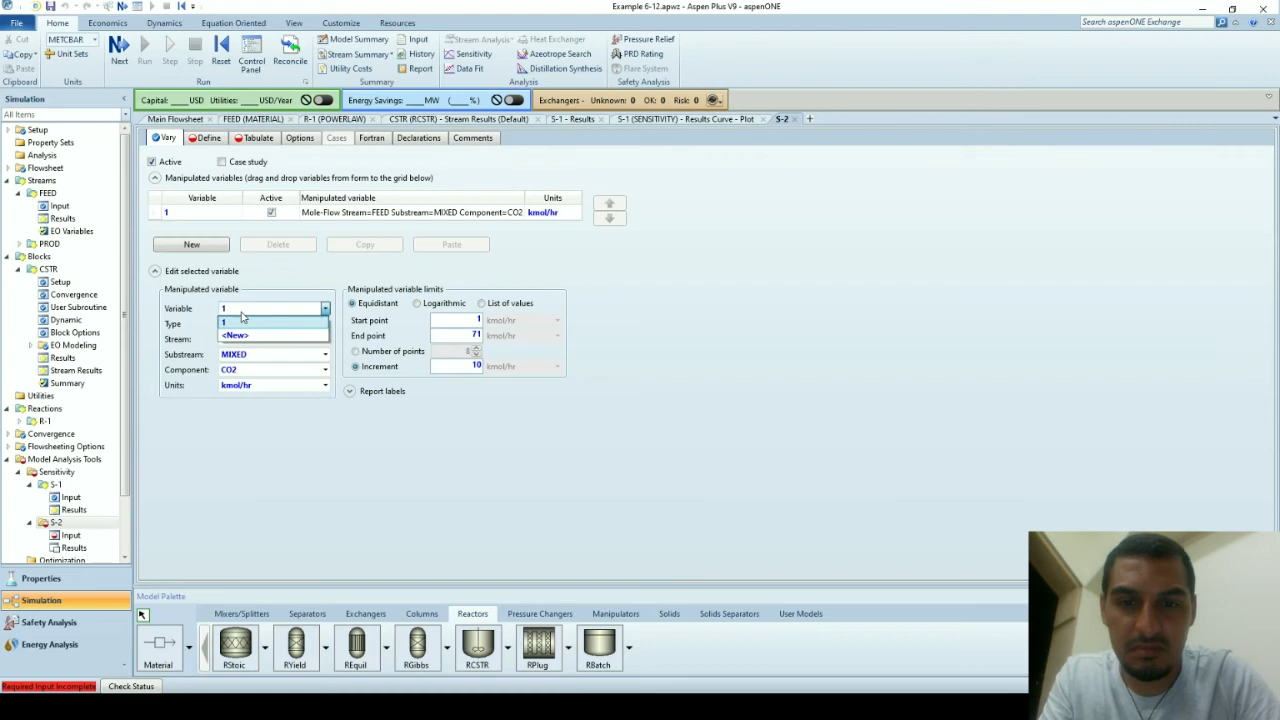 Example 6-12.apwz - Aspen Plus V9 - aspenONE
File Home Economics Dynamics Equation Oriented View Customize Resources
Search aspenONE Exchange
Cut Copy Paste Clipboard
METCBAR Unit Sets Units
Next Run Step Stop Reset Control Panel Reconcile Run
Model Summary Input Stream Summary History Utility Costs Report Summary
Stream Analysis Heat Exchanger Sensitivity Azeotrope Search Data Fit Distillation Synthesis Analysis
Pressure Relief PRD Rating Flare System Safety Analysis
Simulation
Capital: ____ USD Utilities: ____ USD/Year
Energy Savings: ____ MW (____ %)
Exchangers - Unknown: 0 OK: 0 Risk: 0
All Items
Main Flowsheet FEED (MATERIAL) R-1 (POWERLAW) CSTR (RCSTR) - Stream Results (Default) S-1 - Results S-1 (SENSITIVITY) - Results Curve - Plot S-2
Setup
Property Sets
Analysis
Flowsheet
Streams
FEED
Input
Results
EO Variables
PROD
Blocks
CSTR
Setup
Convergence
User Subroutine
Dynamic
Block Options
EO Modeling
Results
Stream Results
Summary
Utilities
Reactions
R-1
Convergence
Flowsheeting Options
Model Analysis Tools
Sensitivity
S-1
Input
Results
S-2
Input
Results
Optimization
Properties
Simulation
Safety Analysis
Energy Analysis
Vary Define Tabulate Options Cases Fortran Declarations Comments
Active Case study
Manipulated variables (drag and drop variables from form to the grid below)
Variable Active Manipulated variable Units
1 Mole-Flow Stream=FEED Substream=MIXED Component=CO2 kmol/hr
New Delete Copy Paste
Edit selected variable
Manipulated variable
Variable 1
Type 1
Stream: <New>
Substream: MIXED
Component: CO2
Units: kmol/hr
Manipulated variable limits
Equidistant Logarithmic List of values
Start point 1 kmol/hr
End point 71 kmol/hr
Number of points 8
Increment 10 kmol/hr
Report labels
Model Palette
Mixers/Splitters Separators Exchangers Columns Reactors Pressure Changers Manipulators Solids Solids Separators User Models
Material RStoic RYield REquil RGibbs RCSTR RPlug RBatch
Required Input Incomplete Check Status